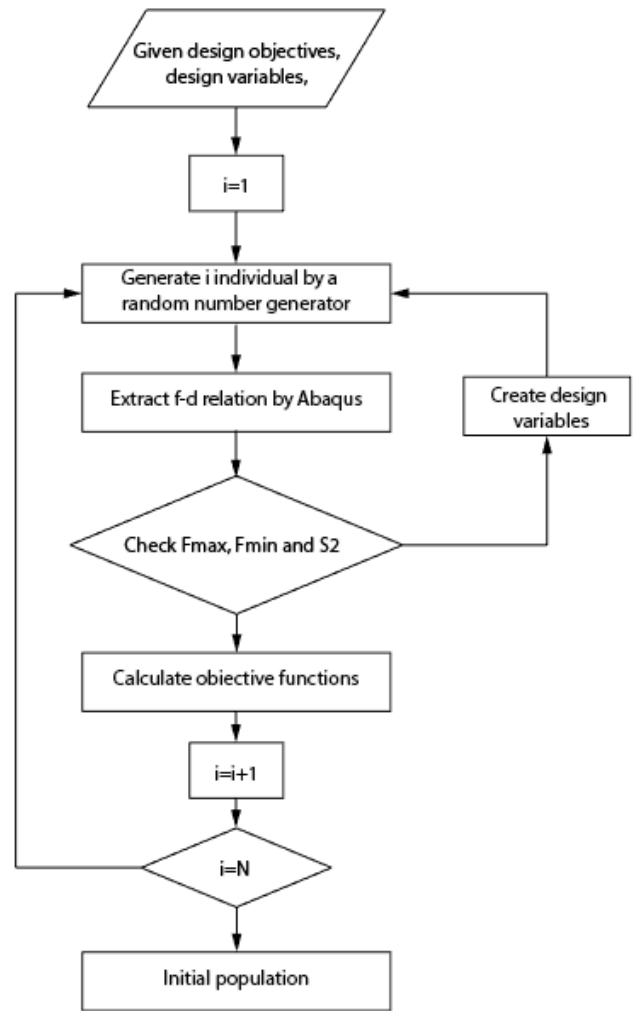 Given design objectives,
design variables,
i=1
Generate i individual by a
random number generator
Extract f-d relation by Abaqus
Create design
variables
Check Fmax, Fmin and S2
Calculate obiective functions
i=i+1
i=N
Initial population